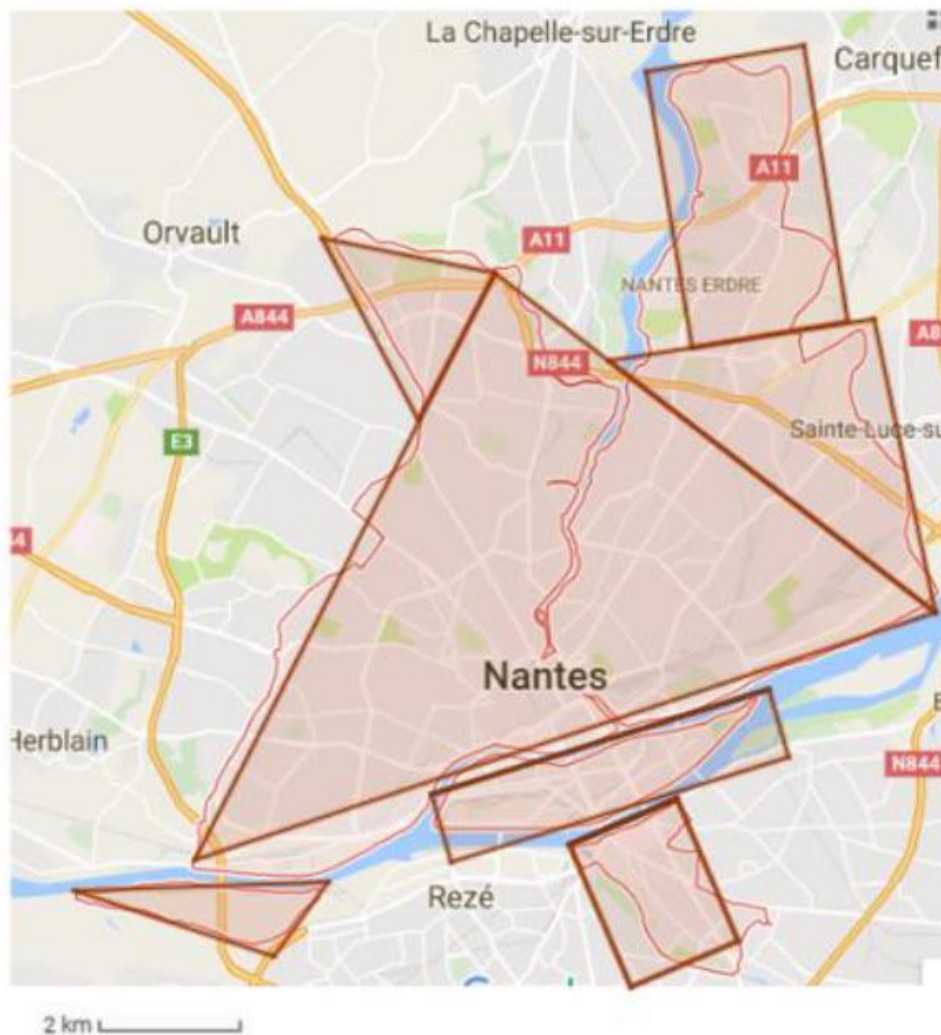 La Chapelle-sur-Erdre
Carquef
A11
Orvault
A11
NANTES ERDRE
A844
A8
N844
E3
Sainte-Luce-su
Nantes
Herblain
N844
Rezé
2 km